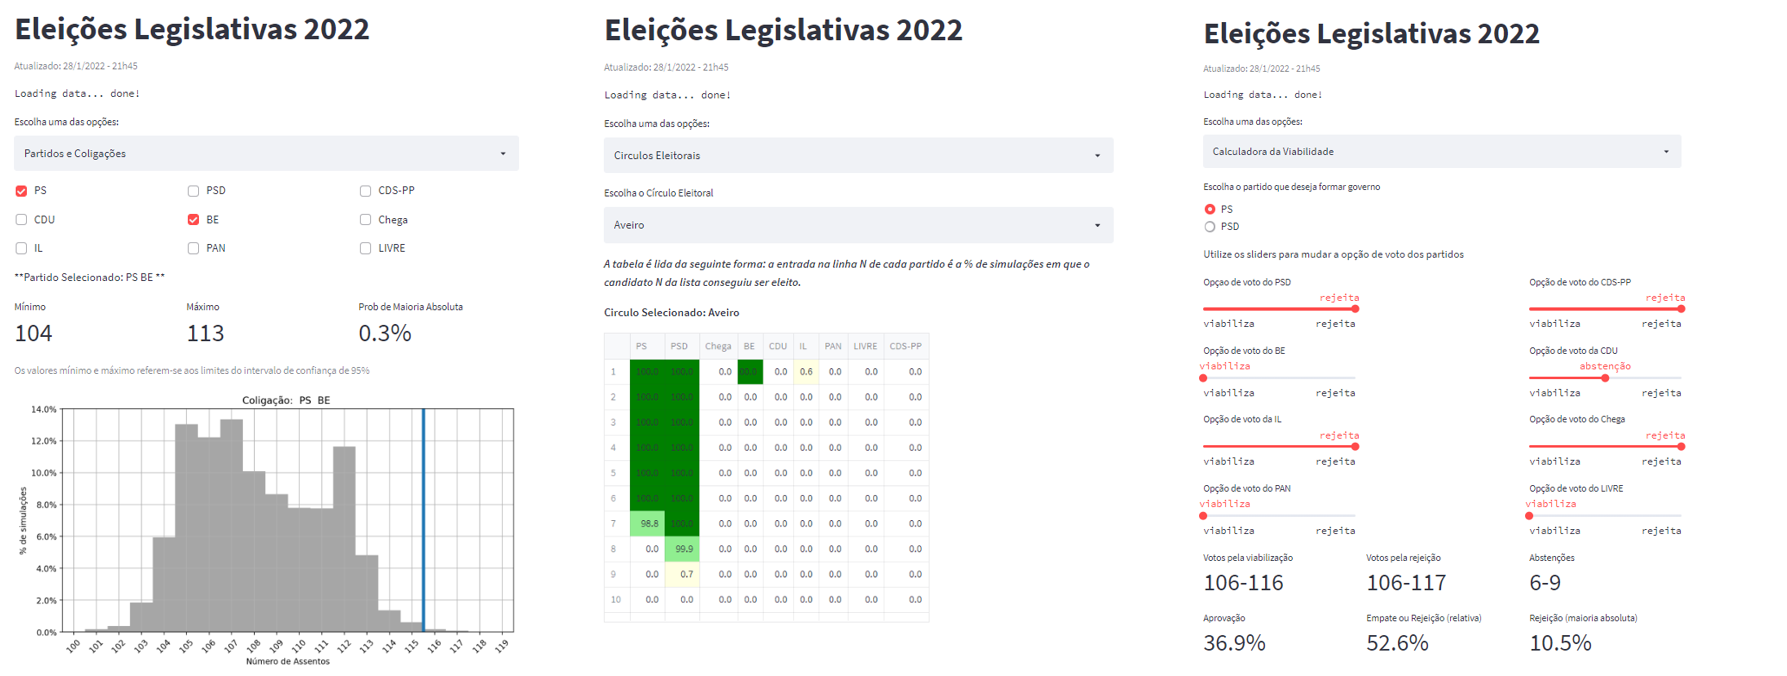 Eleições Legislativas 2022
Atualizado: 28/1/2022 - 21h45
Loading data... done!
Escolha uma das opções:
Partidos e Coligações
PS PSD CDS-PP
CDU BE Chega
IL PAN LIVRE
**Partido Selecionado: PS BE **
Mínimo Máximo Prob de Maioria Absoluta
104 113 0.3%
Os valores mínimo e máximo referem-se aos limites do intervalo de confiança de 95%
Coligação: PS BE
14.0%
12.0%
10.0%
8.0%
6.0%
4.0%
2.0%
0.0%
% de simulações
100 101 102 103 104 105 106 107 108 109 110 111 112 113 114 115 116 117 118 119
Número de Assentos
Eleições Legislativas 2022
Atualizado: 28/1/2022 - 21h45
Loading data... done!
Escolha uma das opções:
Circulos Eleitorais
Escolha o Círculo Eleitoral
Aveiro
A tabela é lida da seguinte forma: a entrada na linha N de cada partido é a % de simulações em que o
candidato N da lista conseguiu ser eleito.
Circulo Selecionado: Aveiro
PS PSD Chega BE CDU IL PAN LIVRE CDS-PP
1 100.0 100.0 0.0 00.0 0.0 0.6 0.0 0.0 0.0
2 100.0 100.0 0.0 0.0 0.0 0.0 0.0 0.0 0.0
3 100.0 100.0 0.0 0.0 0.0 0.0 0.0 0.0 0.0
4 100.0 100.0 0.0 0.0 0.0 0.0 0.0 0.0 0.0
5 100.0 100.0 0.0 0.0 0.0 0.0 0.0 0.0 0.0
6 100.0 100.0 0.0 0.0 0.0 0.0 0.0 0.0 0.0
7 98.8 100.0 0.0 0.0 0.0 0.0 0.0 0.0 0.0
8 0.0 99.9 0.0 0.0 0.0 0.0 0.0 0.0 0.0
9 0.0 0.7 0.0 0.0 0.0 0.0 0.0 0.0 0.0
10 0.0 0.0 0.0 0.0 0.0 0.0 0.0 0.0 0.0
Eleições Legislativas 2022
Atualizado: 28/1/2022 - 21h45
Loading data... done!
Escolha uma das opções:
Calculadora da Viabilidade
Escolha o partido que deseja formar governo
PS
PSD
Utilize os sliders para mudar a opção de voto dos partidos
Opçao de voto do PSD Opção de voto do CDS-PP
rejeita rejeita
viabiliza rejeita viabiliza rejeita
Opção de voto do BE Opção de voto da CDU
viabiliza abstenção
viabiliza rejeita viabiliza rejeita
Opção de voto da IL Opção de voto do Chega
rejeita rejeita
viabiliza rejeita viabiliza rejeita
Opção de voto do PAN Opção de voto do LIVRE
viabiliza viabiliza
viabiliza rejeita viabiliza rejeita
Votos pela viabilização Votos pela rejeição Abstenções
106-116 106-117 6-9
Aprovação Empate ou Rejeição (relativa) Rejeição (maioria absoluta)
36.9% 52.6% 10.5%